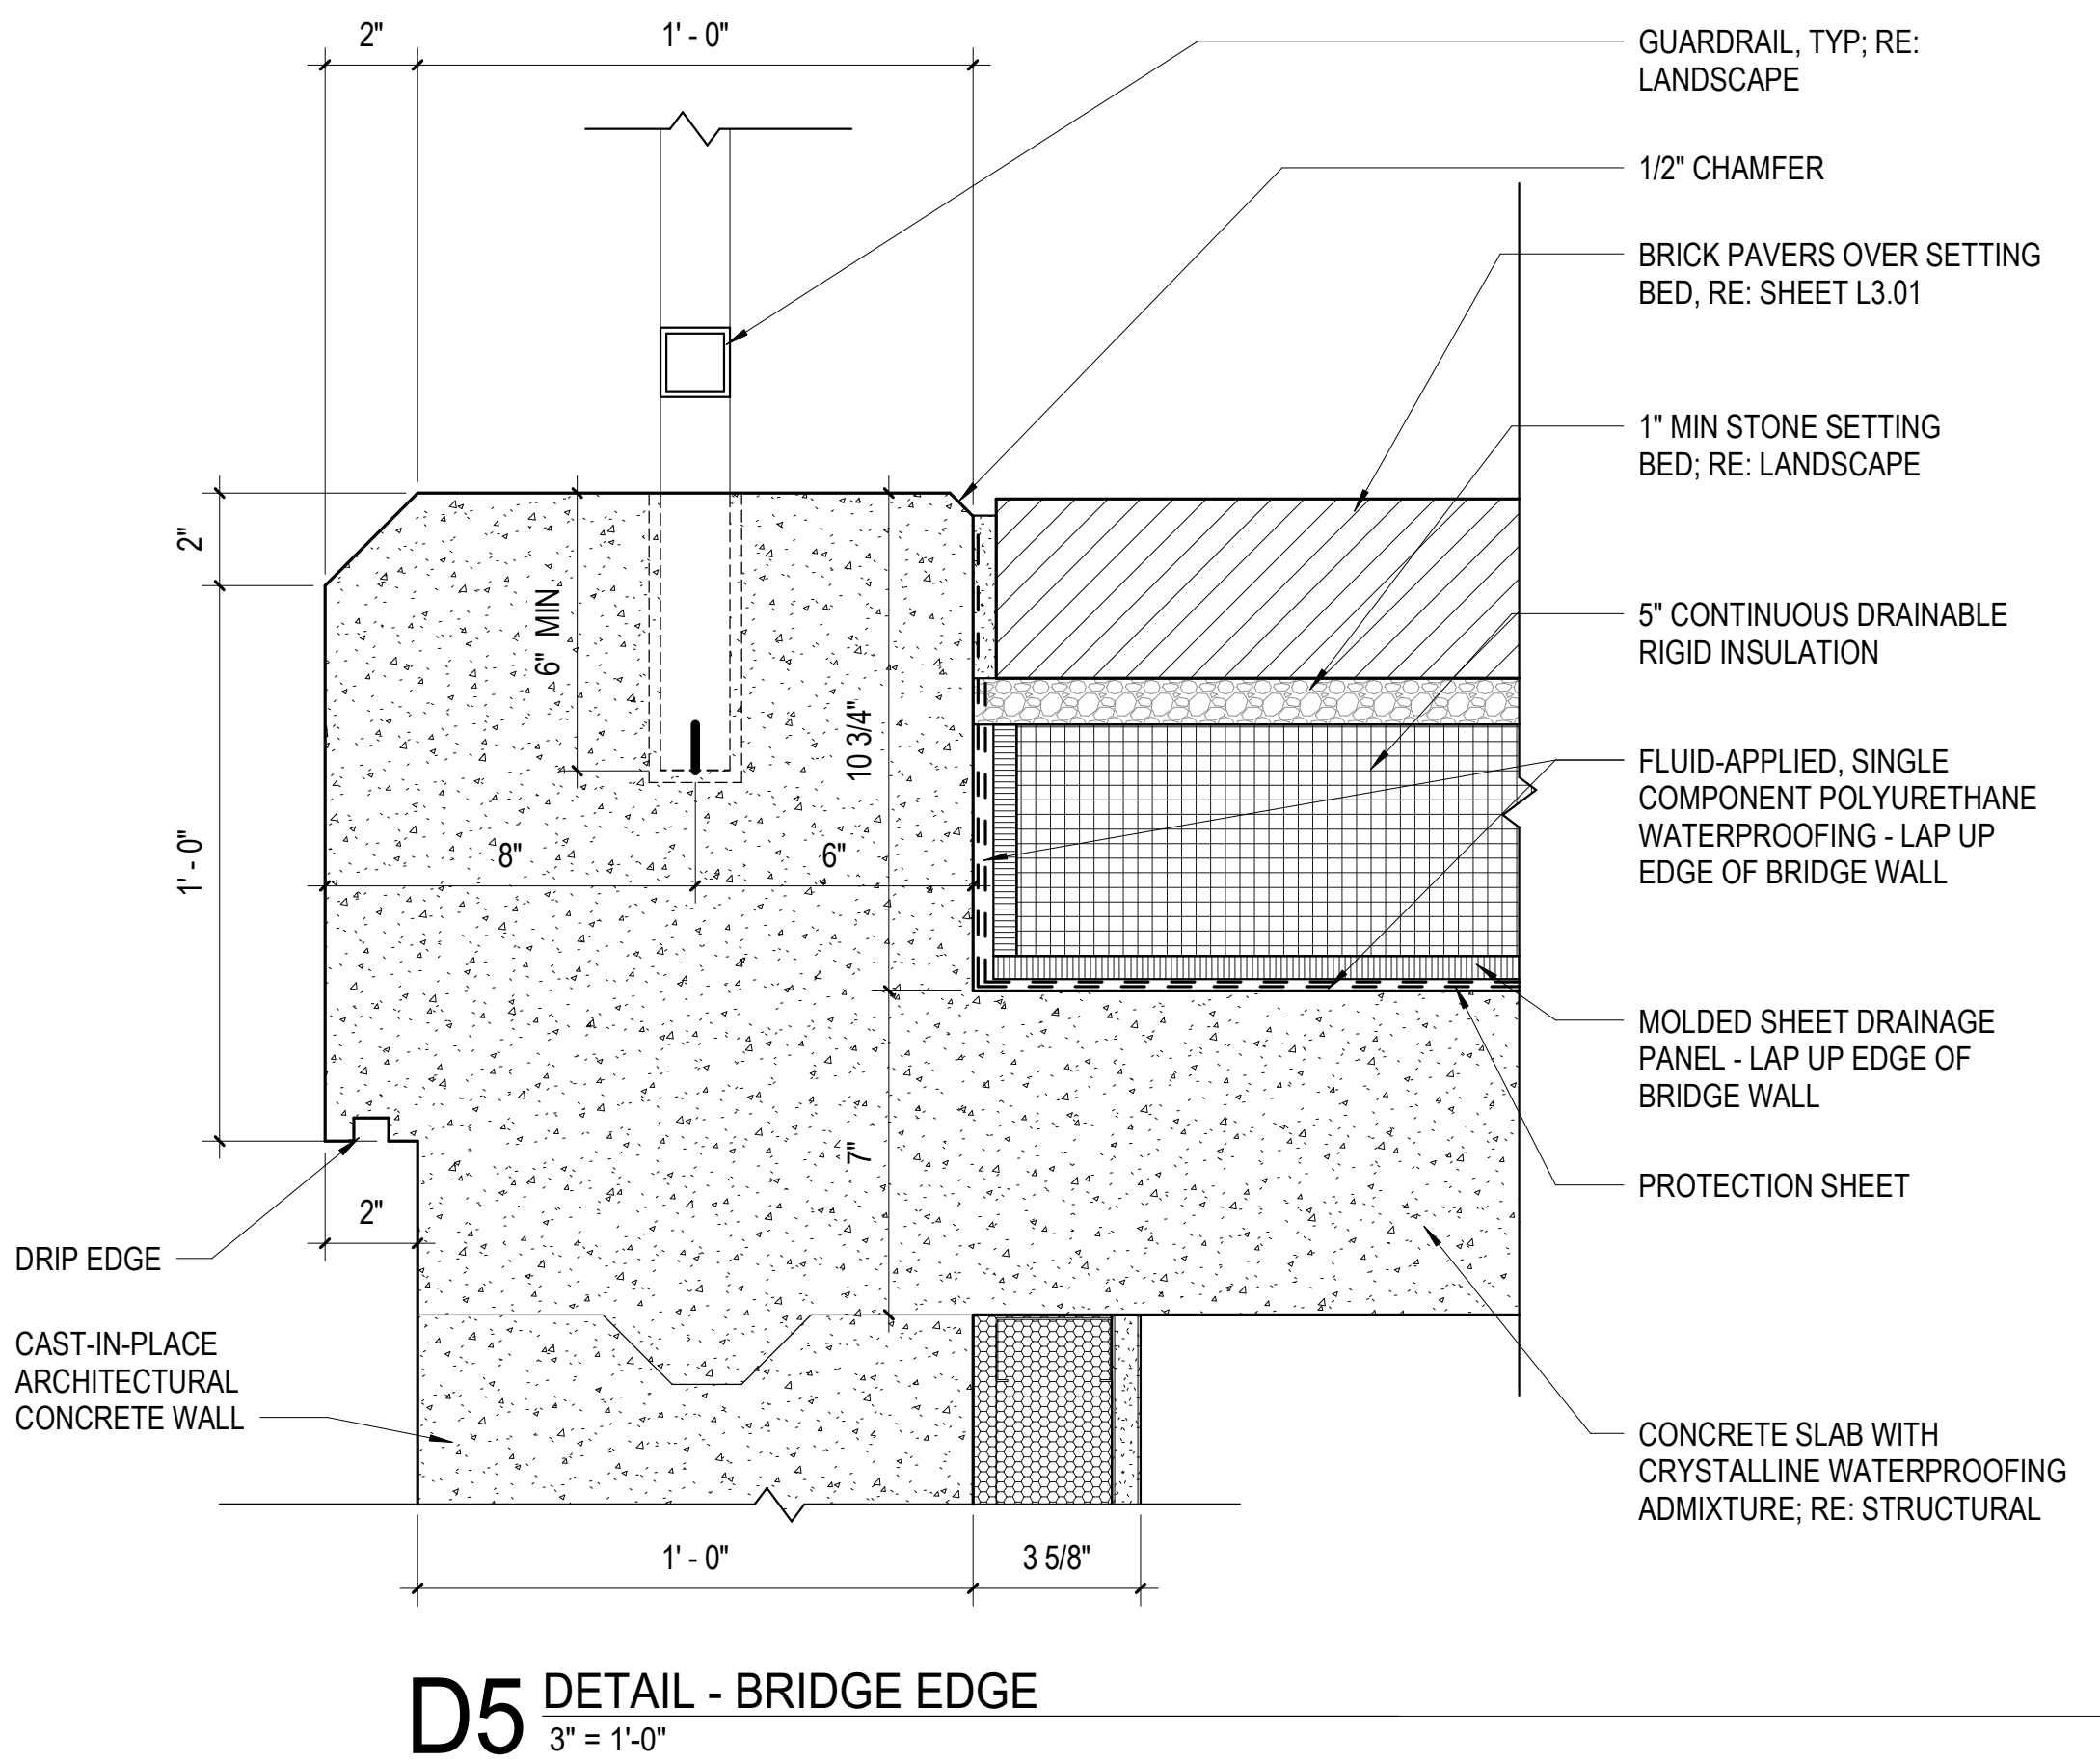 2"
1' - 0"
GUARDRAIL, TYP; RE:
LANDSCAPE
1/2" CHAMFER
BRICK PAVERS OVER SETTING
BED, RE: SHEET L3.01
1" MIN STONE SETTING
BED; RE: LANDSCAPE
2"
6" MIN
5" CONTINUOUS DRAINABLE
RIGID INSULATION
10 3/4"
FLUID-APPLIED, SINGLE
COMPONENT POLYURETHANE
WATERPROOFING - LAP UP
EDGE OF BRIDGE WALL
1' - 0"
8"
6"
MOLDED SHEET DRAINAGE
PANEL - LAP UP EDGE OF
BRIDGE WALL
7"
PROTECTION SHEET
2"
DRIP EDGE
CAST-IN-PLACE
ARCHITECTURAL
CONCRETE WALL
CONCRETE SLAB WITH
CRYSTALLINE WATERPROOFING
ADMIXTURE; RE: STRUCTURAL
1' - 0"
3 5/8"
D5
DETAIL - BRIDGE EDGE
3" = 1'-0"